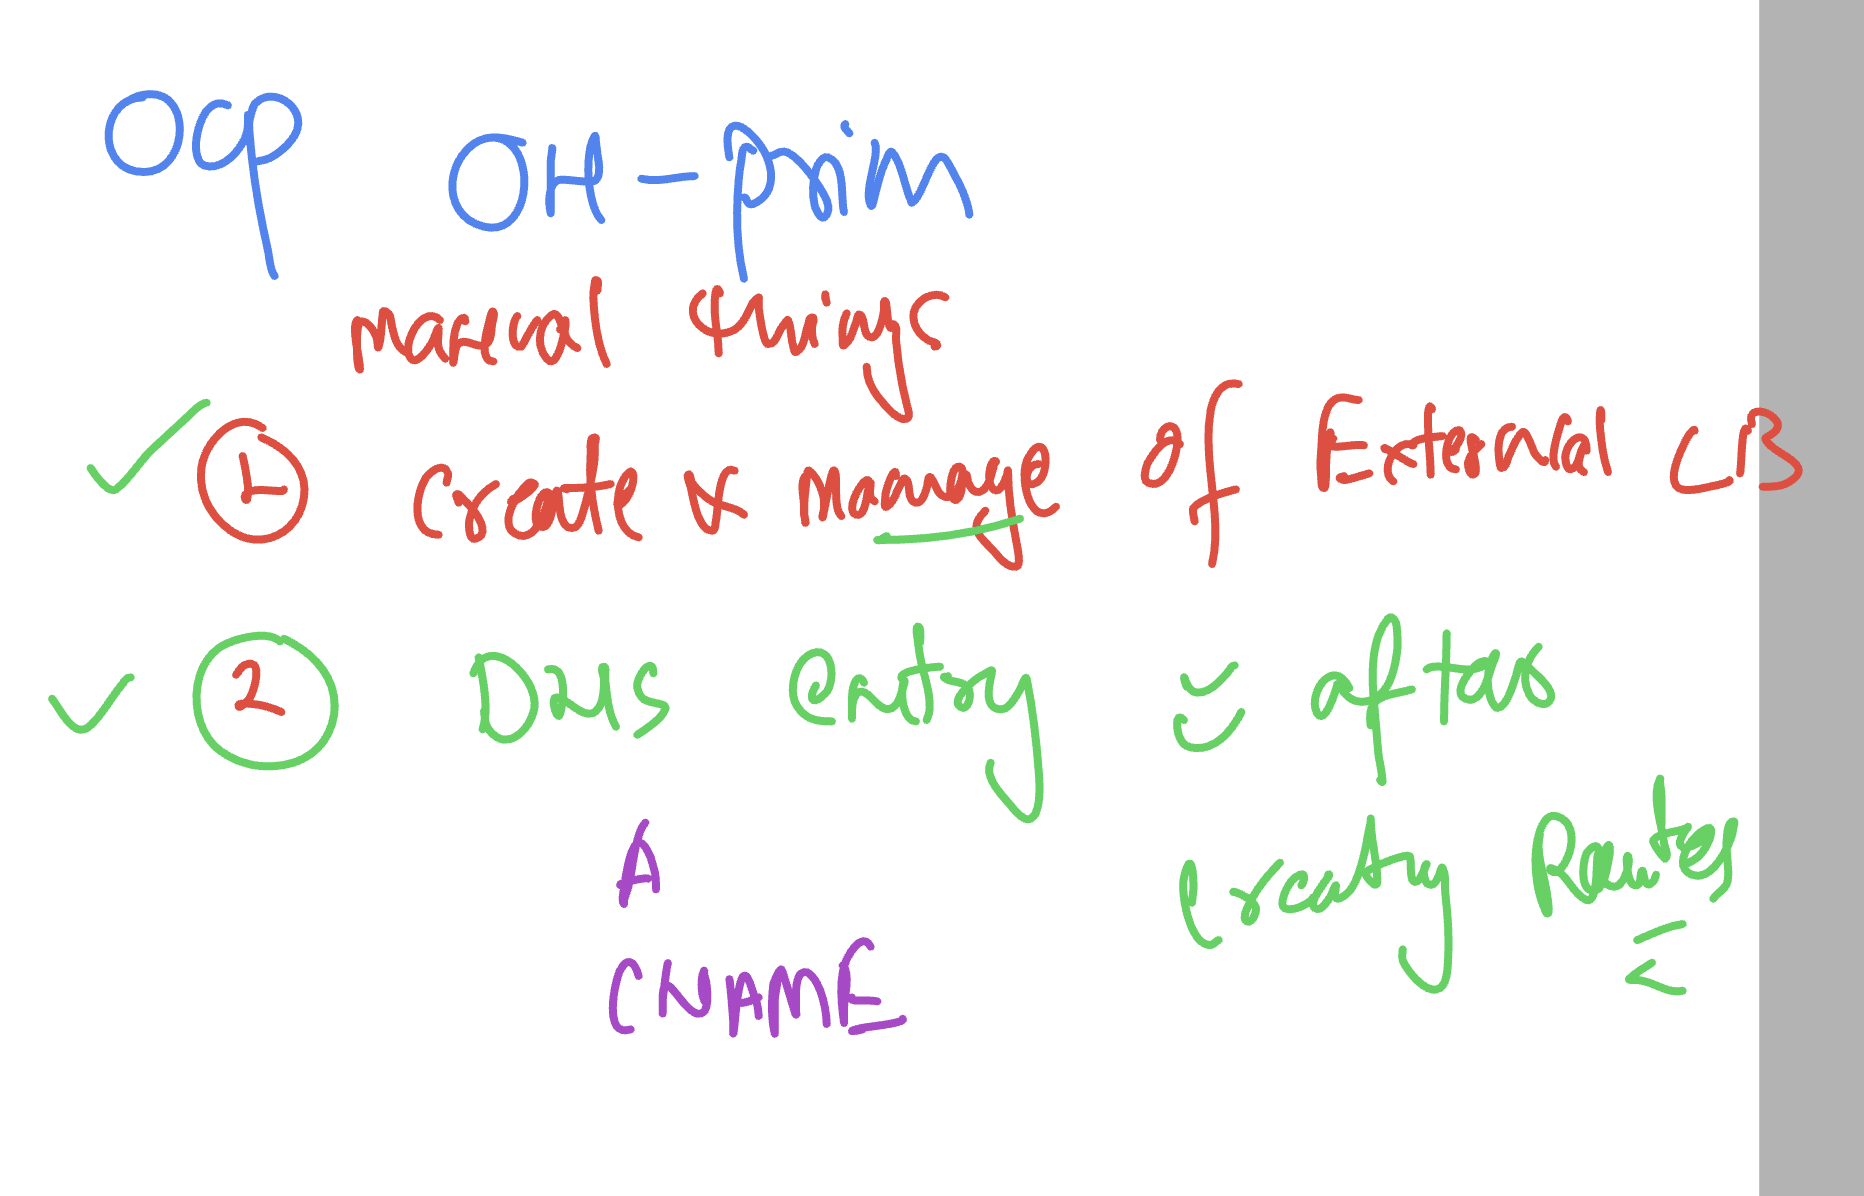 OCP OH-prim
manual things
1 create & manage of External LB
2 DNS entry :- after
creating Routes
A
CNAME